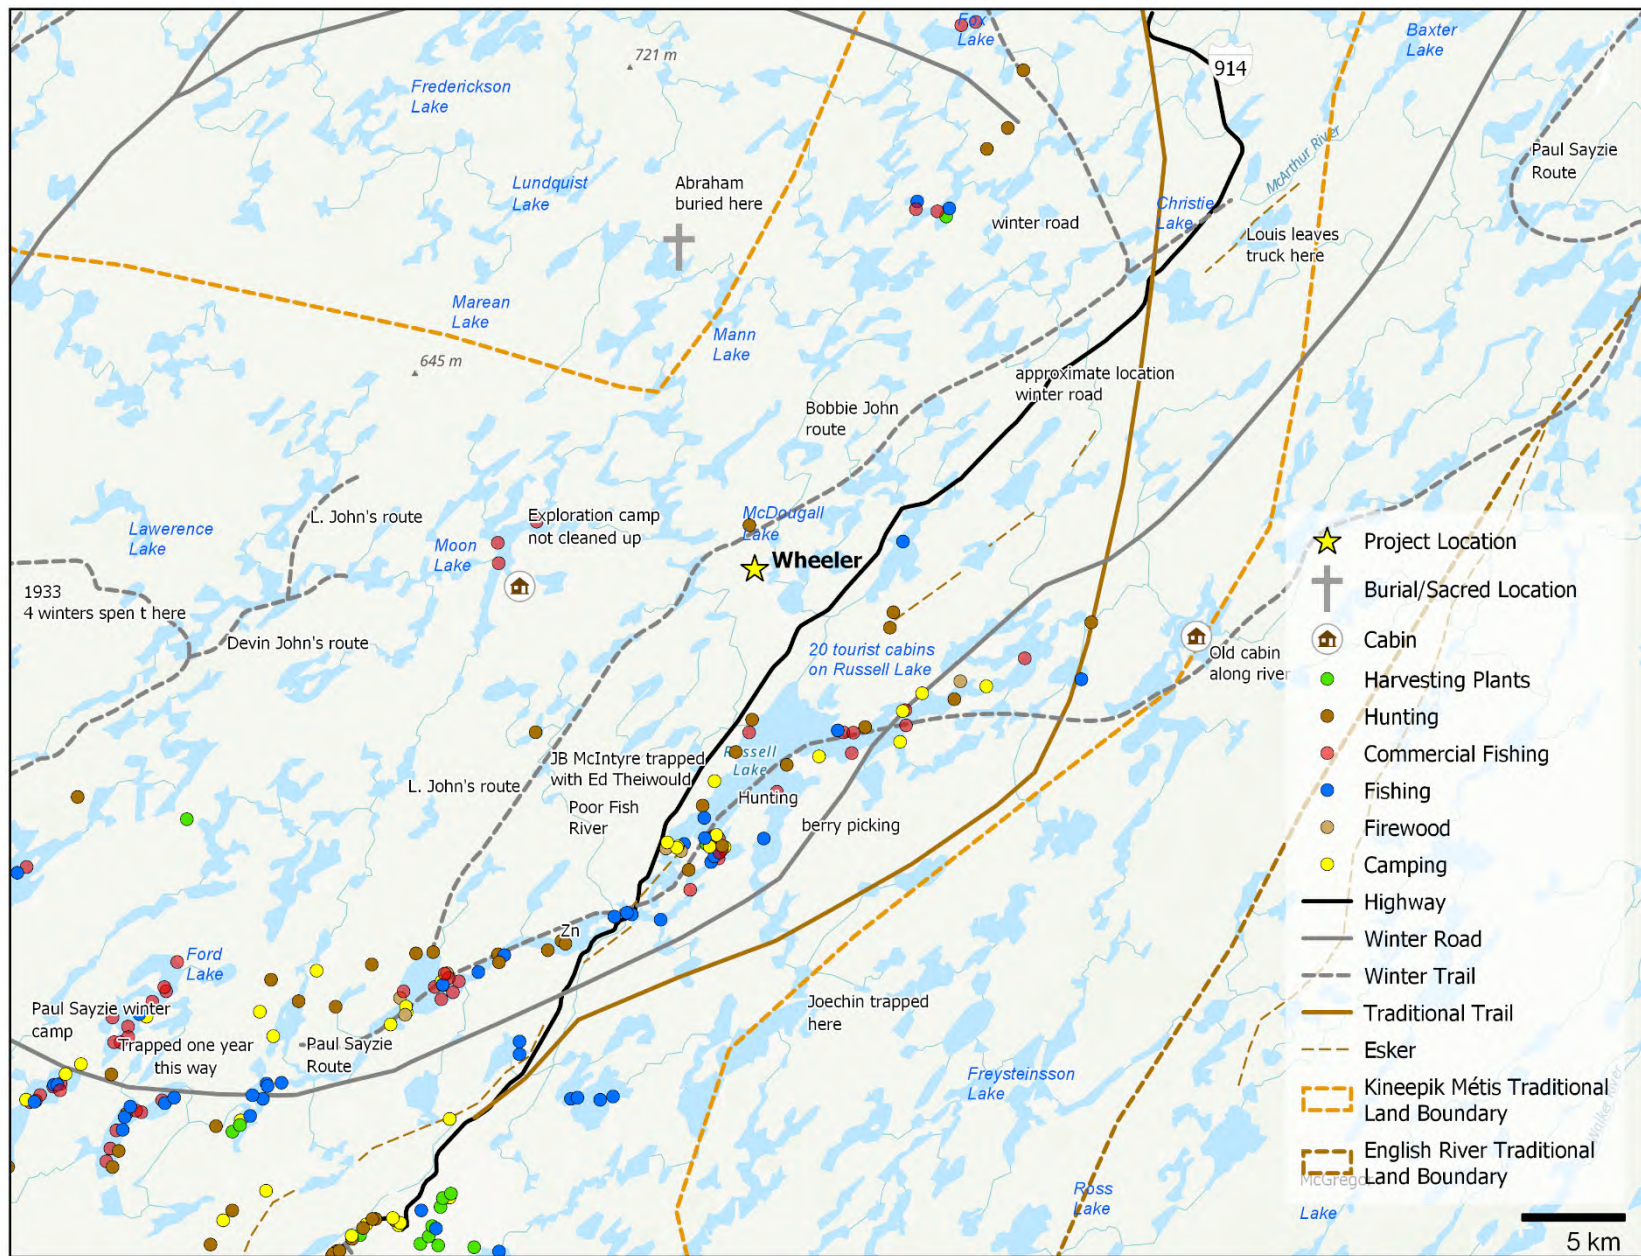 Fox
Lake
Baxter
Lake
721 m
914
Frederickson
Lake
McArthur River
Paul Sayzie
Route
Lundquist
Lake
Abraham
buried here
Christie
Lake
winter road
Louis leaves
truck here
Marean
Lake
Mann
Lake
645 m
approximate location
winter road
Bobbie John
route
L. John's route
Exploration camp
not cleaned up
McDougall
Lake
Lawerence
Lake
Moon
Lake
Wheeler
1933
4 winters spen t here
Devin John's route
20 tourist cabins
on Russell Lake
Old cabin
along river
JB McIntyre trapped
with Ed Theiwould
Russell
Lake
L. John's route
Hunting
Poor Fish
River
berry picking
Zn
Ford
Lake
Paul Sayzie winter
camp
Trapped one year
this way
Paul Sayzie
Route
Joechin trapped
here
Freysteinsson
Lake
Ross
Lake
Project Location
Burial/Sacred Location
Cabin
Harvesting Plants
Hunting
Commercial Fishing
Fishing
Firewood
Camping
Highway
Winter Road
Winter Trail
Traditional Trail
Esker
Kineepik Métis Traditional
Land Boundary
English River Traditional
Land Boundary
Walker River
McGregor
Lake
5 km